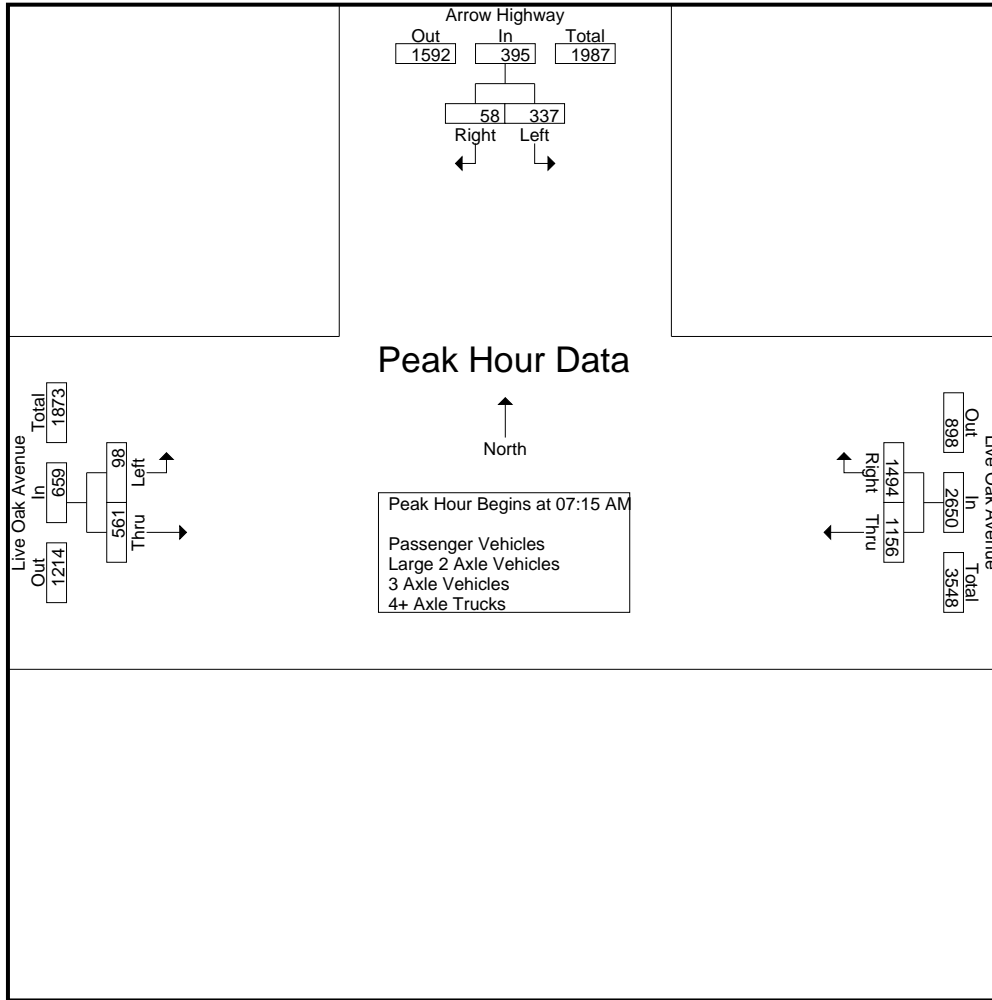 Arrow Highway
Out In Total
1592 395 1987
58 337
Right Left
Peak Hour Data
North
Peak Hour Begins at 07:15 AM
Passenger Vehicles
Large 2 Axle Vehicles
3 Axle Vehicles
4+ Axle Trucks
Live Oak Avenue
Out In Total
1214 659 1873
Left Thru
98 561
Live Oak Avenue
Out In Total
898 2650 3548
1494 1156
Right Thru